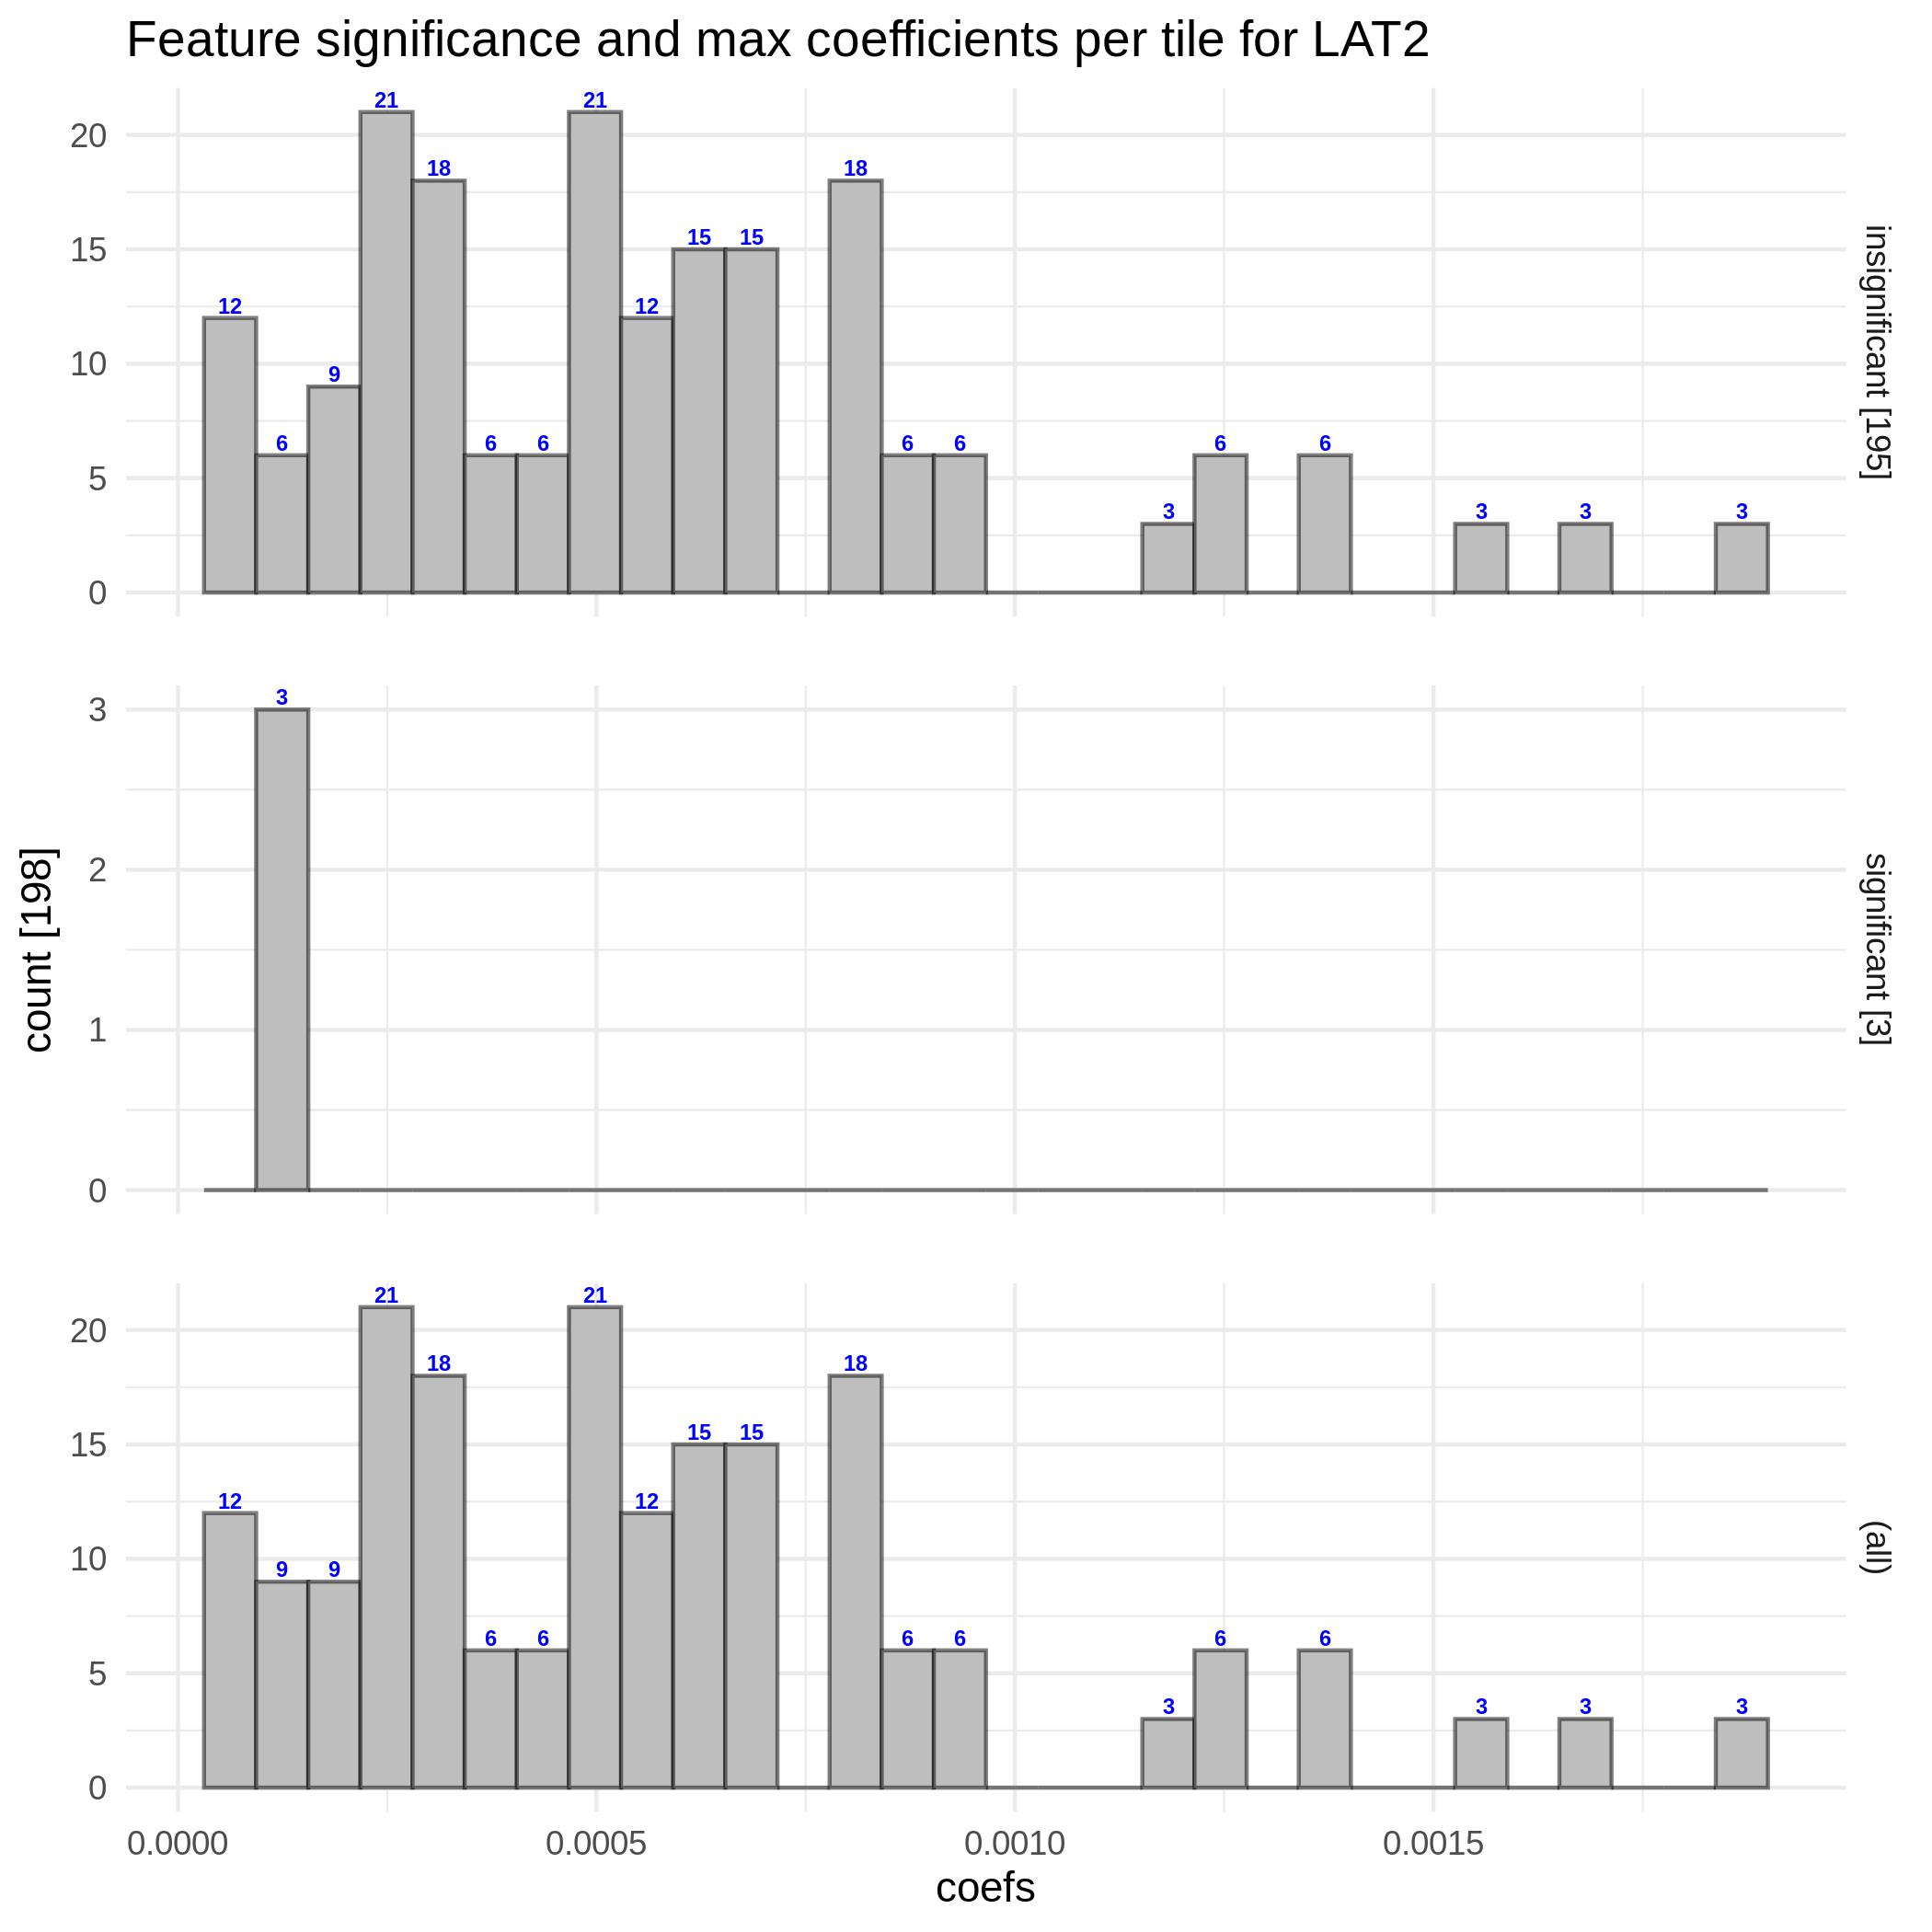 Feature significance and max coefficients per tile for LAT2
21 21
20
18 18
15 15
15
12 12
10
9
6 6 6 6 6 6 6
5
3 3 3 3
0
insignificant [195]
3
3
2
1
0
significant [3]
count [198]
21 21
20
18 18
15 15
15
12 12
10
9 9
6 6 6 6 6 6
5
3 3 3 3
0
(all)
0.0000 0.0005 0.0010 0.0015
coefs